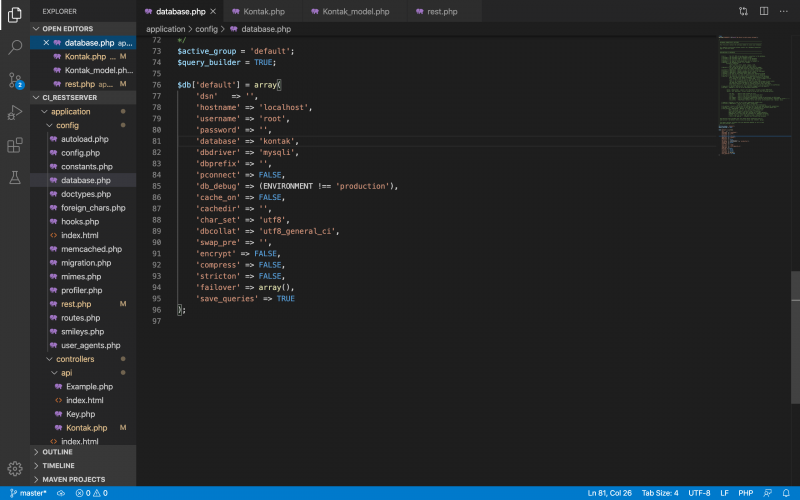 EXPLORER
OPEN EDITORS
database.php ap...
Kontak.php ... M
Kontak_model.ph...
rest.php ap... M
2
CI_RESTSERVER
application
config
autoload.php
config.php
constants.php
database.php
doctypes.php
foreign_chars.php
hooks.php
index.html
memcached.php
migration.php
mimes.php
profiler.php
rest.php M
routes.php
smileys.php
user_agents.php
controllers
api
Example.php
index.html
Key.php
Kontak.php M
index.html
OUTLINE
TIMELINE
MAVEN PROJECTS
database.php Kontak.php Kontak_model.php rest.php
application > config > database.php
72 */
73 $active_group = 'default';
74 $query_builder = TRUE;
75
76 $db['default'] = array(
77 'dsn' => '',
78 'hostname' => 'localhost',
79 'username' => 'root',
80 'password' => '',
81 'database' => 'kontak',
82 'dbdriver' => 'mysqli',
83 'dbprefix' => '',
84 'pconnect' => FALSE,
85 'db_debug' => (ENVIRONMENT !== 'production'),
86 'cache_on' => FALSE,
87 'cachedir' => '',
88 'char_set' => 'utf8',
89 'dbcollat' => 'utf8_general_ci',
90 'swap_pre' => '',
91 'encrypt' => FALSE,
92 'compress' => FALSE,
93 'stricton' => FALSE,
94 'failover' => array(),
95 'save_queries' => TRUE
96 );
97
master* 0 0 Ln 81, Col 26 Tab Size: 4 UTF-8 LF PHP